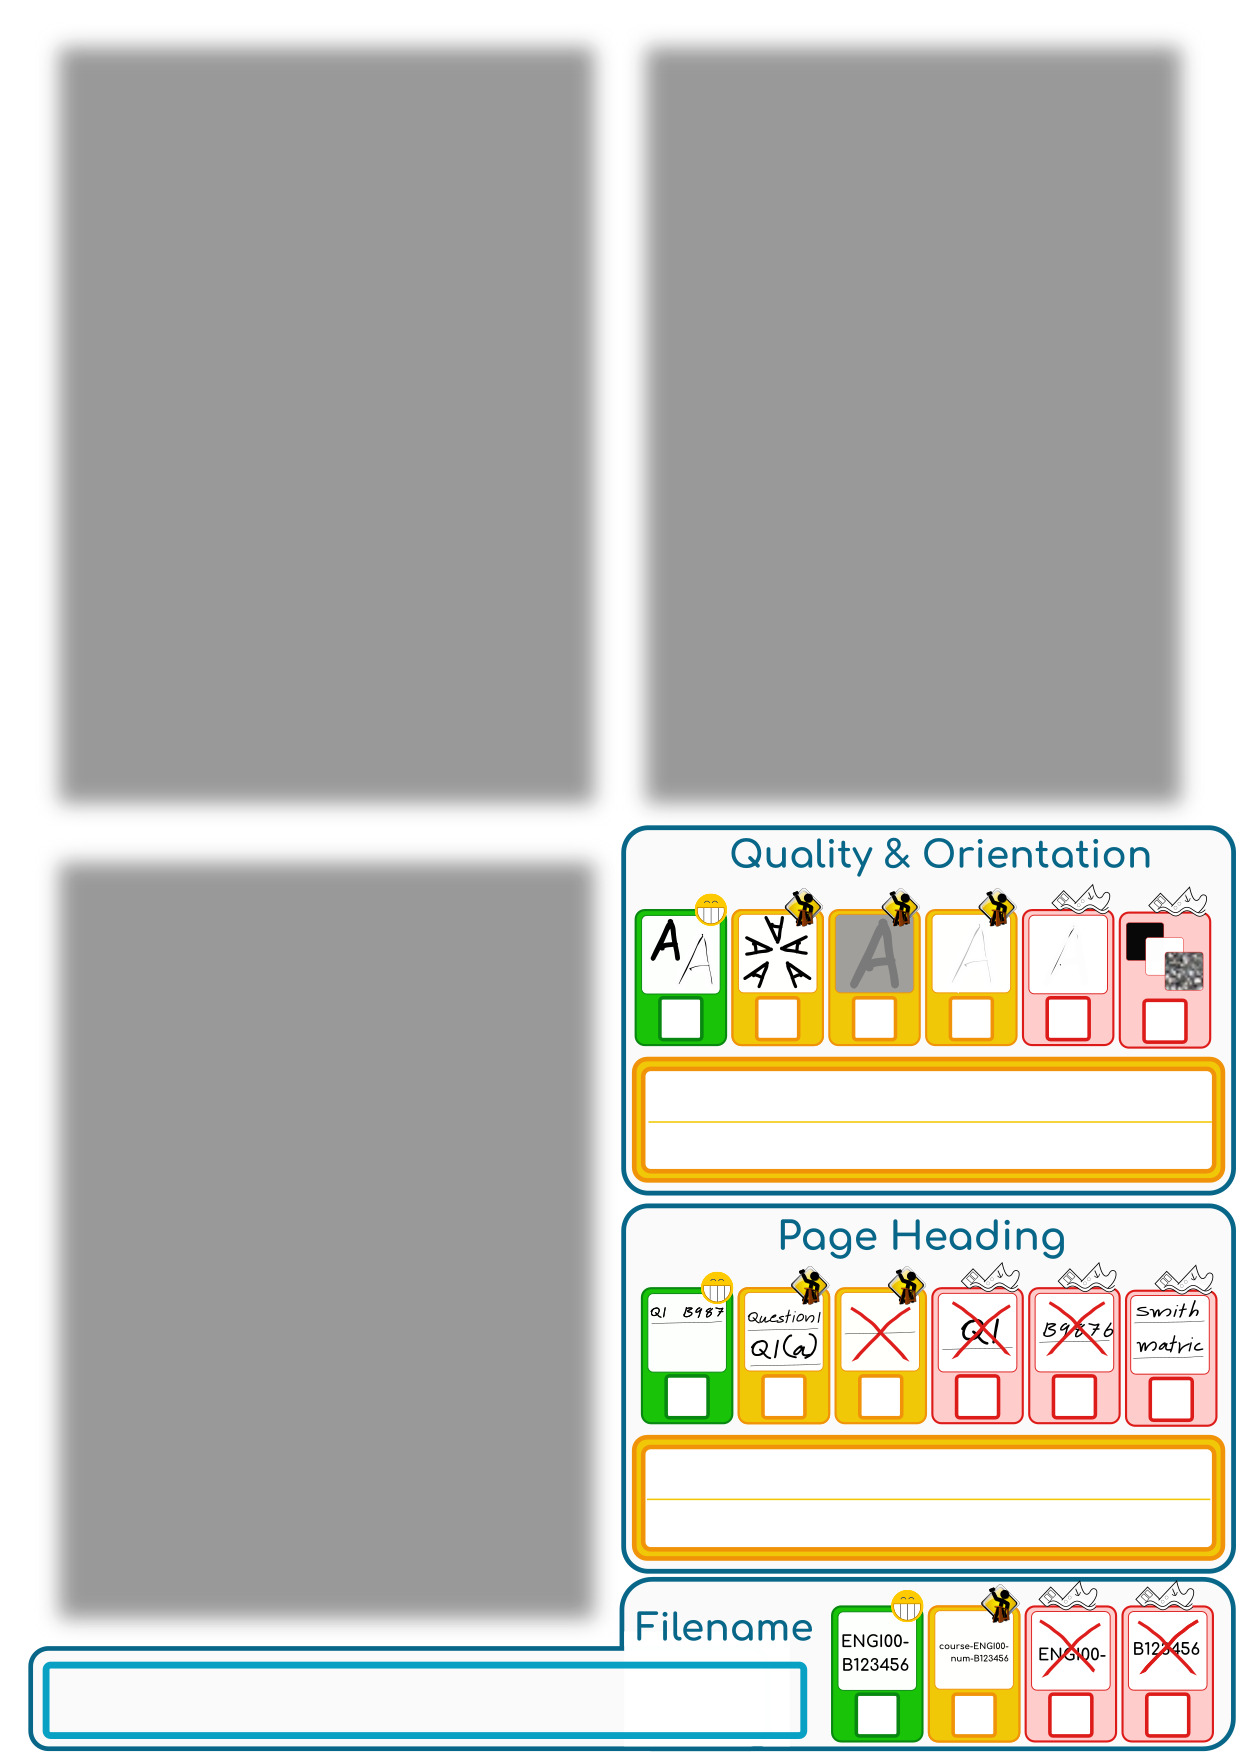 Quality & Orientation
A A
A A A A A
A
A
A
Page Heading
Q1 B987
Question1
Q1(a)
Q1
B9876
Smith
matric
Filename
ENGI00-
B123456
course-ENGI00-
num-B123456
ENGI00-
B123456